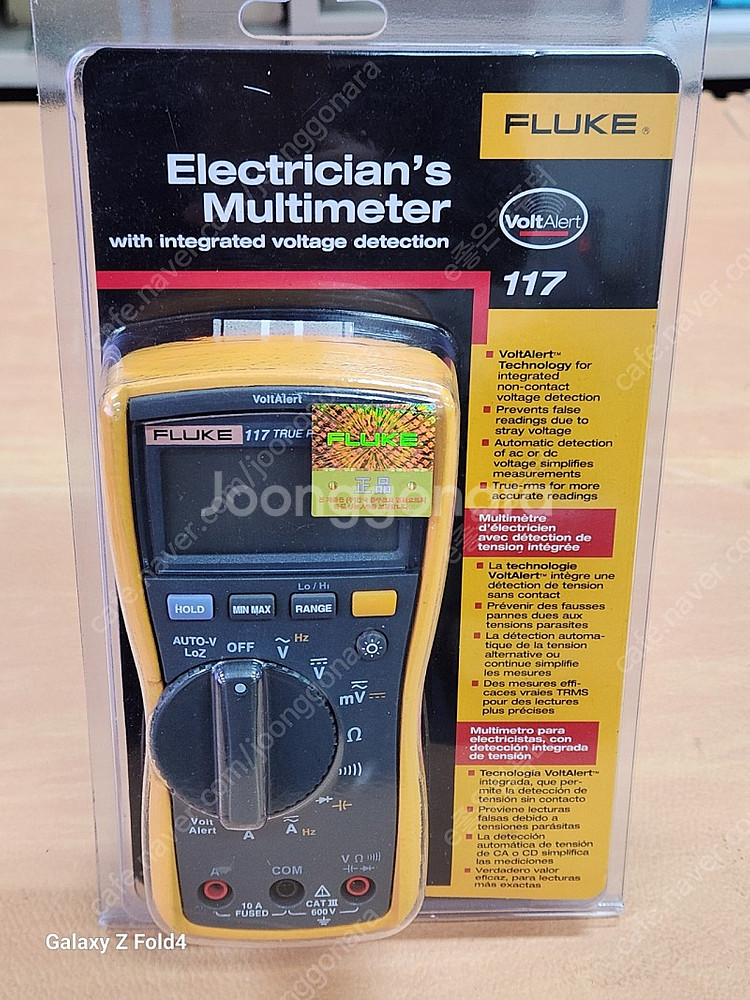 FLUKE®
Electrician's
Multimeter
with integrated voltage detection
VoltAlert
117
VoltAlert™
Technology for
integrated
non-contact
voltage detection
Prevents false
readings due to
stray voltage
Automatic detection
of ac or dc
voltage simplifies
measurements
True-rms for more
accurate readings
Multimètre
d'électricien
avec détection de
tension intégrée
La technologie
VoltAlert™ intègre une
détection de tension
sans contact
Prévenir des fausses
pannes dues aux
tensions parasites
La détection automa-
tique de la tension
alternative ou
continue simplifie
les mesures
Des mesures effi-
caces vraies TRMS
pour des lectures
plus précises
Multímetro para
electricistas, con
detección integrada
de tensión
Tecnología VoltAlert™
integrada, que per-
mite la detección de
tensión sin contacto
Previene lecturas
falsas debido a
tensiones parásitas
La detección
automática de tensión
de CA o CD simplifica
las mediciones
Verdadero valor
eficaz, para lecturas
más exactas
VoltAlert
FLUKE 117 TRUE
FLUKE
正品
Joonggonara
Lo / Hi
HOLD MIN MAX RANGE
AUTO-V
LoZ
OFF
V Hz
V
mV
Ω
Volt
Alert
A
A Hz
A COM V Ω
10 A
FUSED
CAT III
600 V
Galaxy Z Fold4
cafe.naver.com/joonggonara